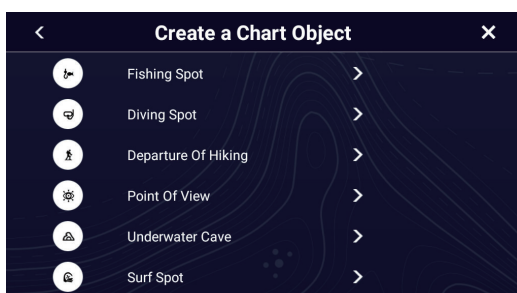 Create a Chart Object
Fishing Spot
Diving Spot
Departure Of Hiking
Point Of View
Underwater Cave
Surf Spot